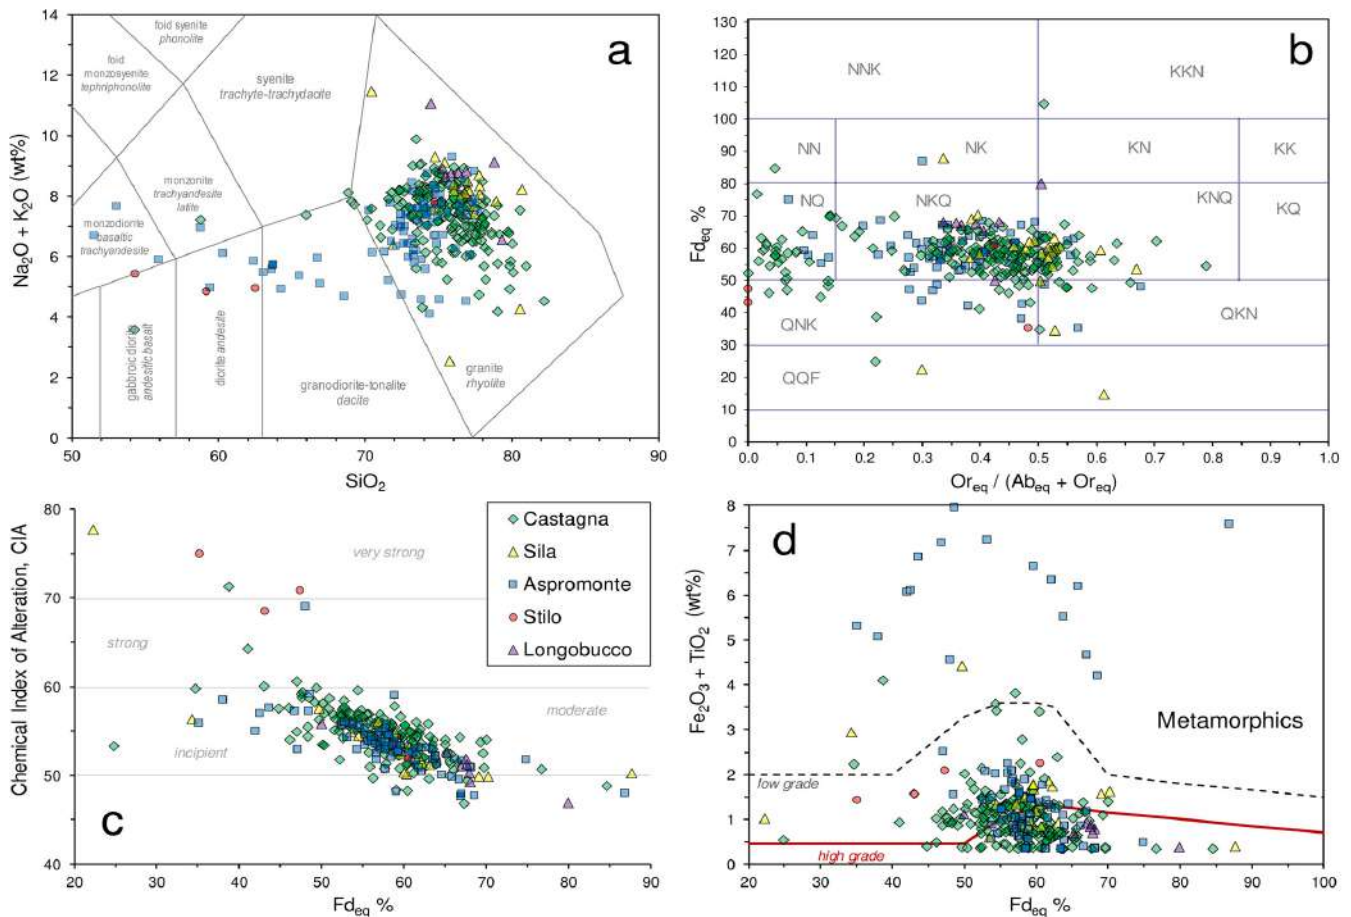 a
foid syenite
phonolite
foid
monzosyenite
tephriphonolite
syenite
trachyte-trachydacite
monzonite
trachyandesite
latite
monzodiorite
basaltic
trachyandesite
gabbroic diorite
andesitic basalt
diorite andesite
granodiorite-tonalite
dacite
granite
rhyolite
Na2O + K2O (wt%)
14
12
10
8
6
4
2
0
50 60 70 80 90
SiO2
b
NNK
KKN
NN
NK
KN
KK
NQ
NKQ
KNQ
KQ
QNK
QKN
QQF
Fdeq %
130
120
110
100
90
80
70
60
50
40
30
20
10
0
0.0 0.1 0.2 0.3 0.4 0.5 0.6 0.7 0.8 0.9 1.0
Oreq / (Abeq + Oreq)
c
Chemical Index of Alteration, CIA
80
70
60
50
40
very strong
strong
moderate
incipient
Castagna
Sila
Aspromonte
Stilo
Longobucco
20 30 40 50 60 70 80 90
Fdeq %
d
Fe2O3 + TiO2 (wt%)
8
7
6
5
4
3
2
1
0
Metamorphics
low grade
high grade
20 30 40 50 60 70 80 90 100
Fdeq %